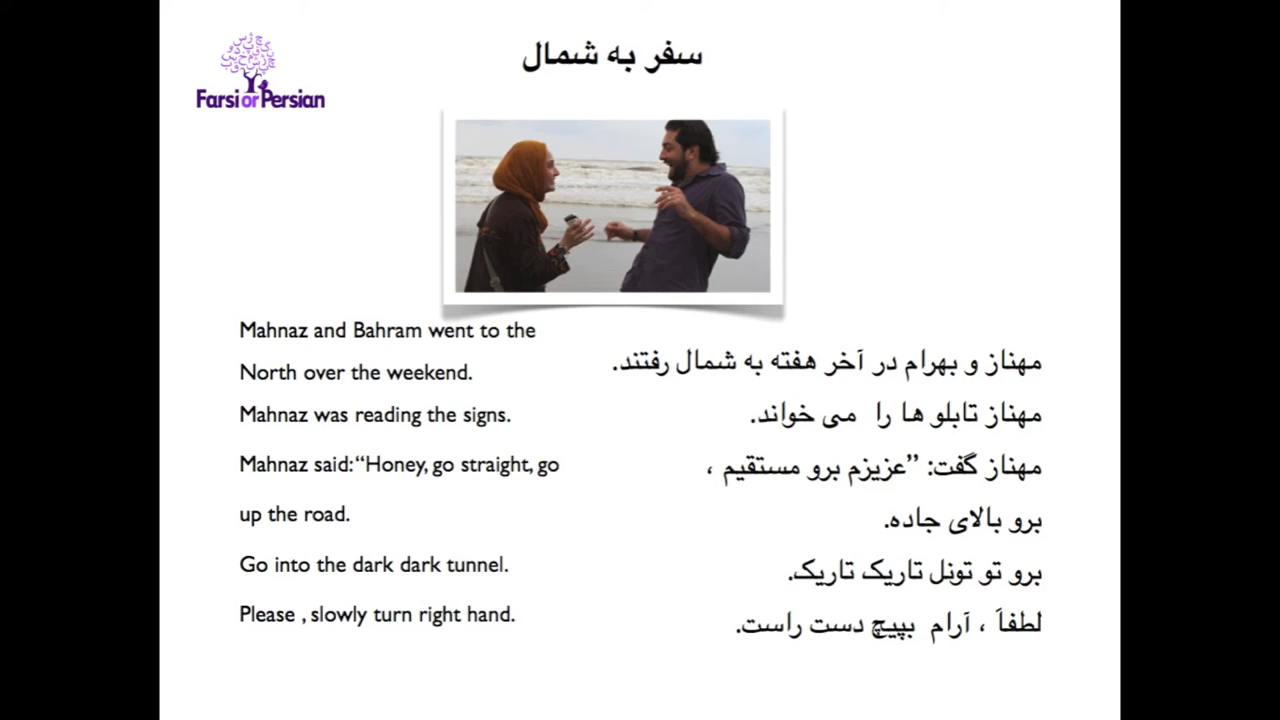 سفر به شمال
Farsi or Persian
Mahnaz and Bahram went to the
North over the weekend.
Mahnaz was reading the signs.
Mahnaz said:“Honey, go straight, go
up the road.
Go into the dark dark tunnel.
Please , slowly turn right hand.
مهناز و بهرام در آخر هفته به شمال رفتند.
مهناز تابلو ها را می خواند.
مهناز گفت: ”عزیزم برو مستقیم ،
برو بالای جاده.
برو تو تونل تاریک تاریک.
لطفاَ ، آرام بپیچ دست راست.